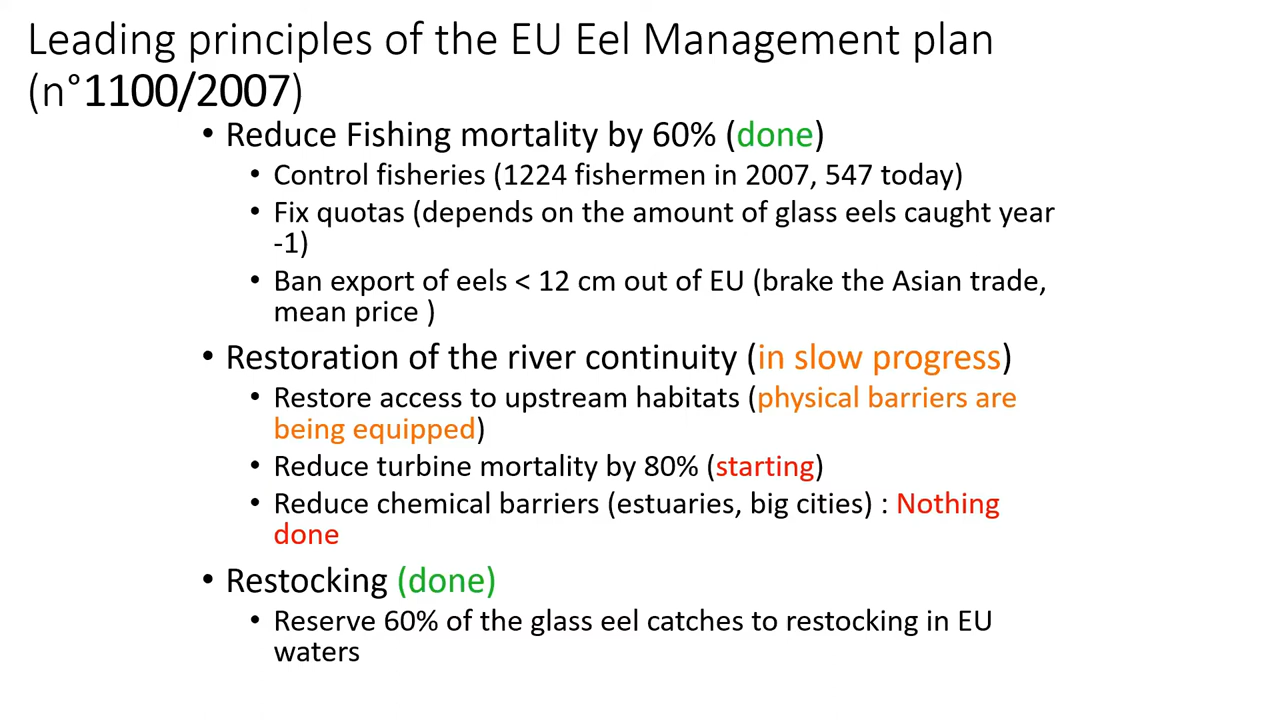 Leading principles of the EU Eel Management plan
(n°1100/2007)
• Reduce Fishing mortality by 60% (done)
• Control fisheries (1224 fishermen in 2007, 547 today)
• Fix quotas (depends on the amount of glass eels caught year
-1)
• Ban export of eels < 12 cm out of EU (brake the Asian trade,
mean price )
• Restoration of the river continuity (in slow progress)
• Restore access to upstream habitats (physical barriers are
being equipped)
• Reduce turbine mortality by 80% (starting)
• Reduce chemical barriers (estuaries, big cities) : Nothing
done
• Restocking (done)
• Reserve 60% of the glass eel catches to restocking in EU
waters